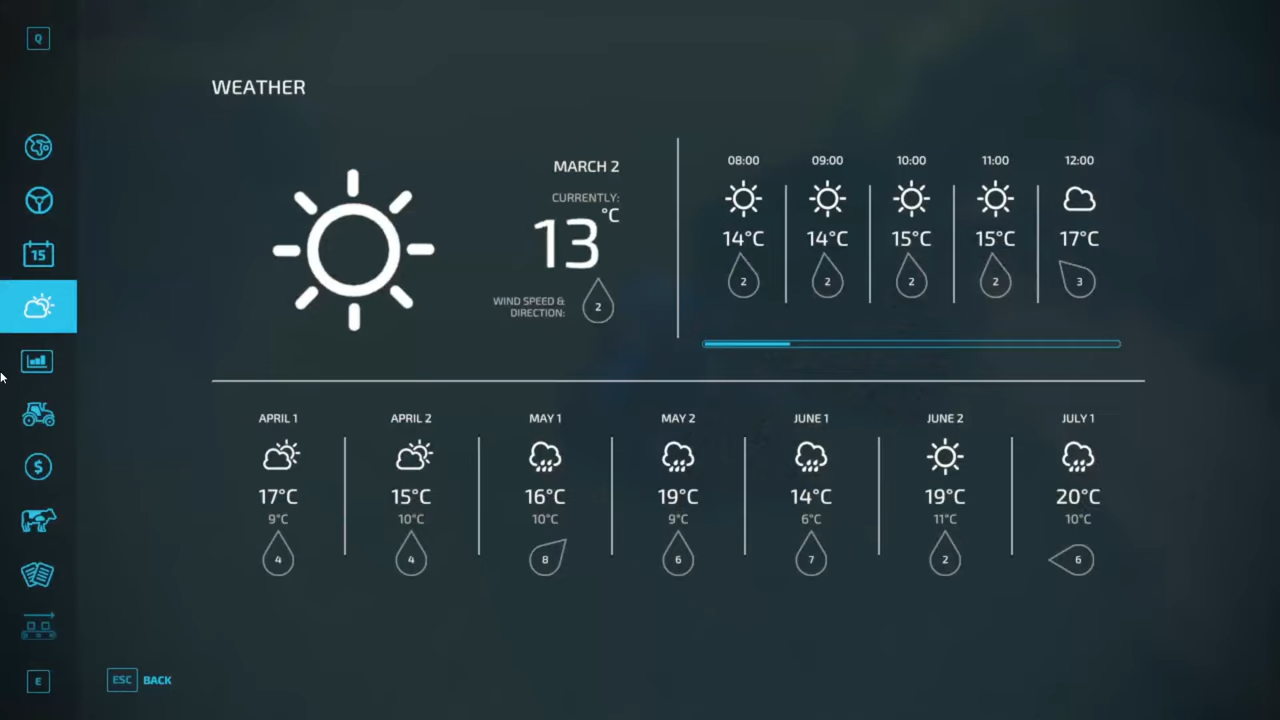 Q
WEATHER
MARCH 2
CURRENTLY:
13 °C
WIND SPEED &
DIRECTION:
2
08:00 09:00 10:00 11:00 12:00
14°C 14°C 15°C 15°C 17°C
2 2 2 2 3
15
$
APRIL 1 APRIL 2 MAY 1 MAY 2 JUNE 1 JUNE 2 JULY 1
17°C 15°C 16°C 19°C 14°C 19°C 20°C
9°C 10°C 10°C 9°C 6°C 11°C 10°C
4 4 8 6 7 2 6
E
ESC BACK